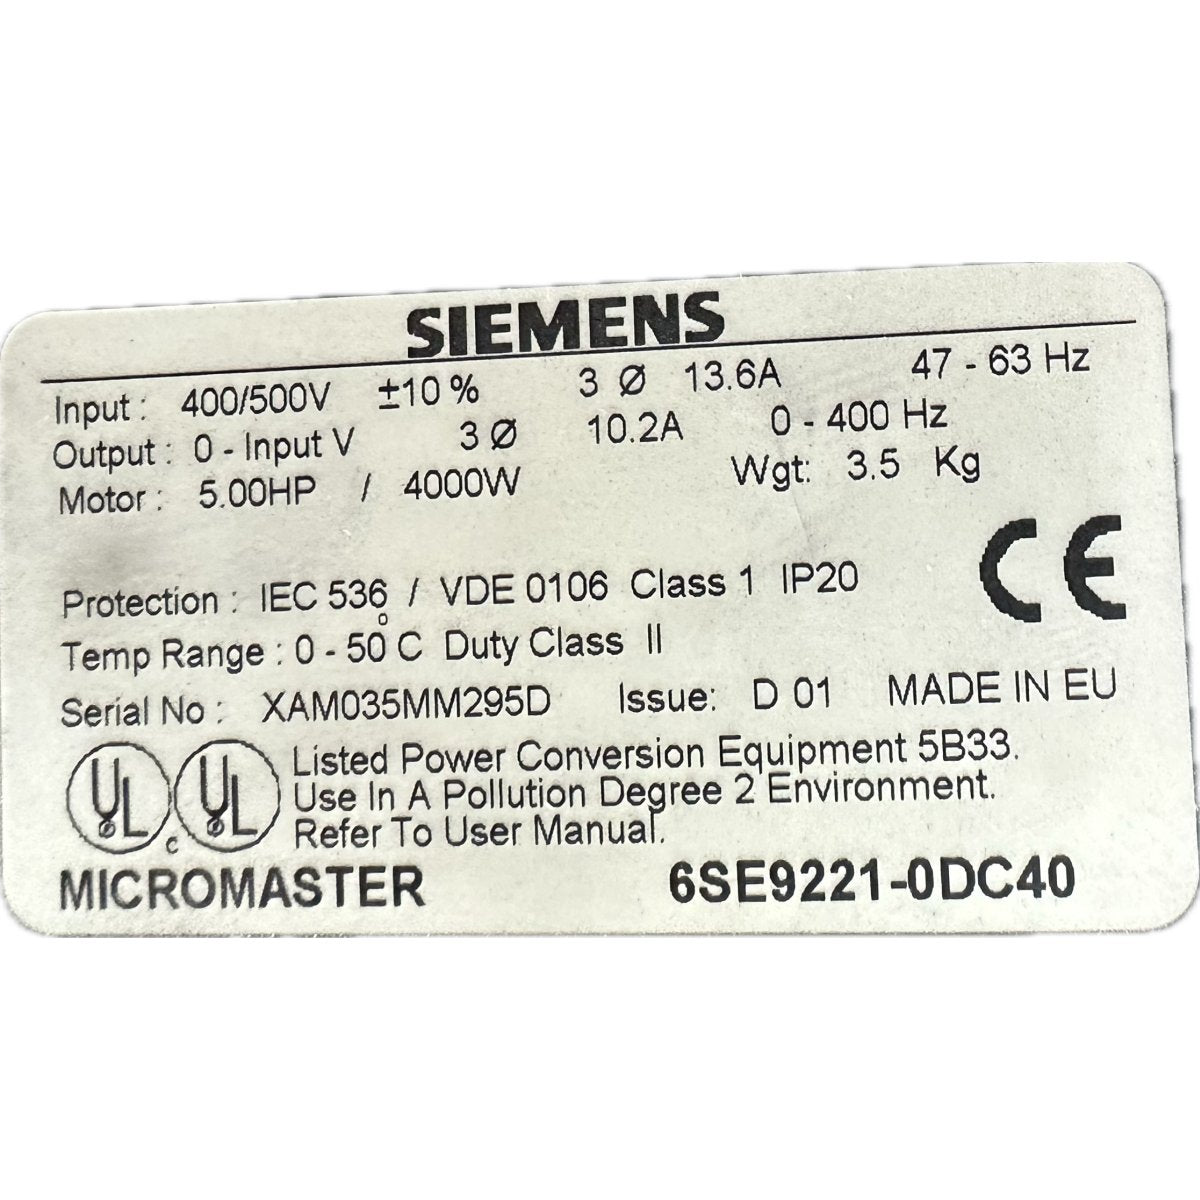 SIEMENS
Input : 400/500V ±10 % 3 Ø 13.6A 47 - 63 Hz
Output : 0 - Input V 3 Ø 10.2A 0 - 400 Hz
Motor : 5.00HP / 4000W Wgt: 3.5 Kg
CE
Protection : IEC 536 / VDE 0106 Class 1 IP20
Temp Range : 0 - 50°C Duty Class II
Serial No : XAM035MM295D Issue: D 01 MADE IN EU
UL c UL Listed Power Conversion Equipment 5B33.
Use In A Pollution Degree 2 Environment.
Refer To User Manual.
MICROMASTER 6SE9221-0DC40